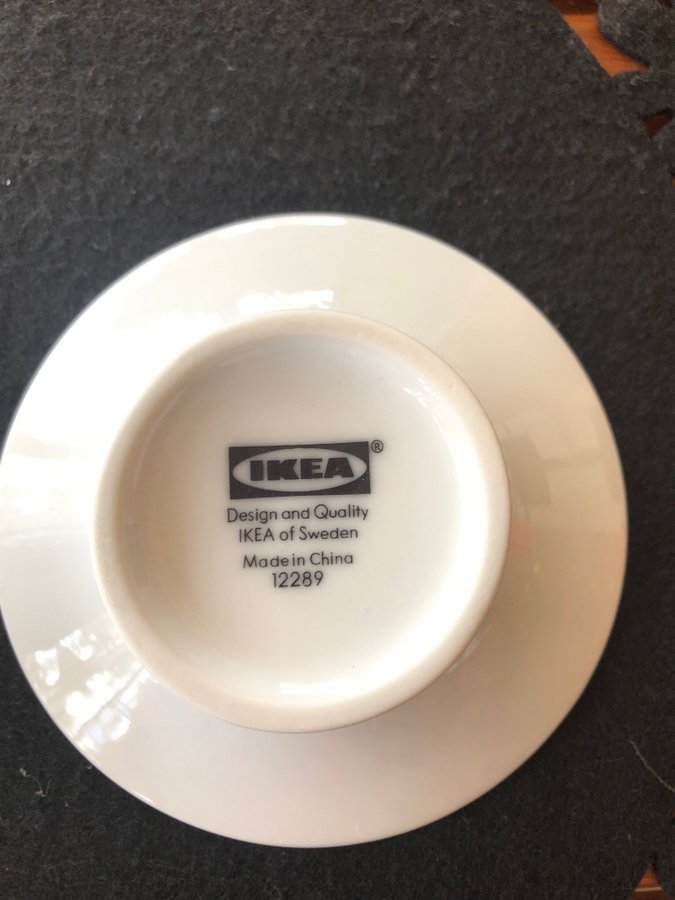 IKEA®
Design and Quality
IKEA of Sweden
Made in China
12289